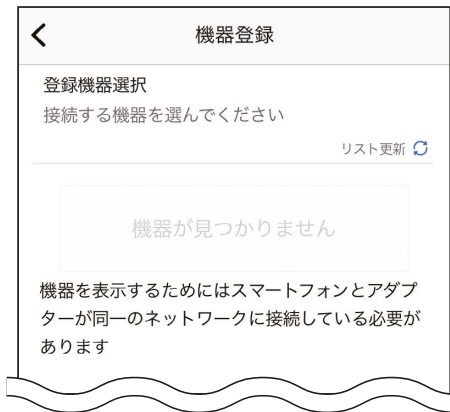 機器登録
登録機器選択
接続する機器を選んでください
リスト更新
機器が見つかりません
機器を表示するためにはスマートフォンとアダプ
ターが同一のネットワークに接続している必要が
あります